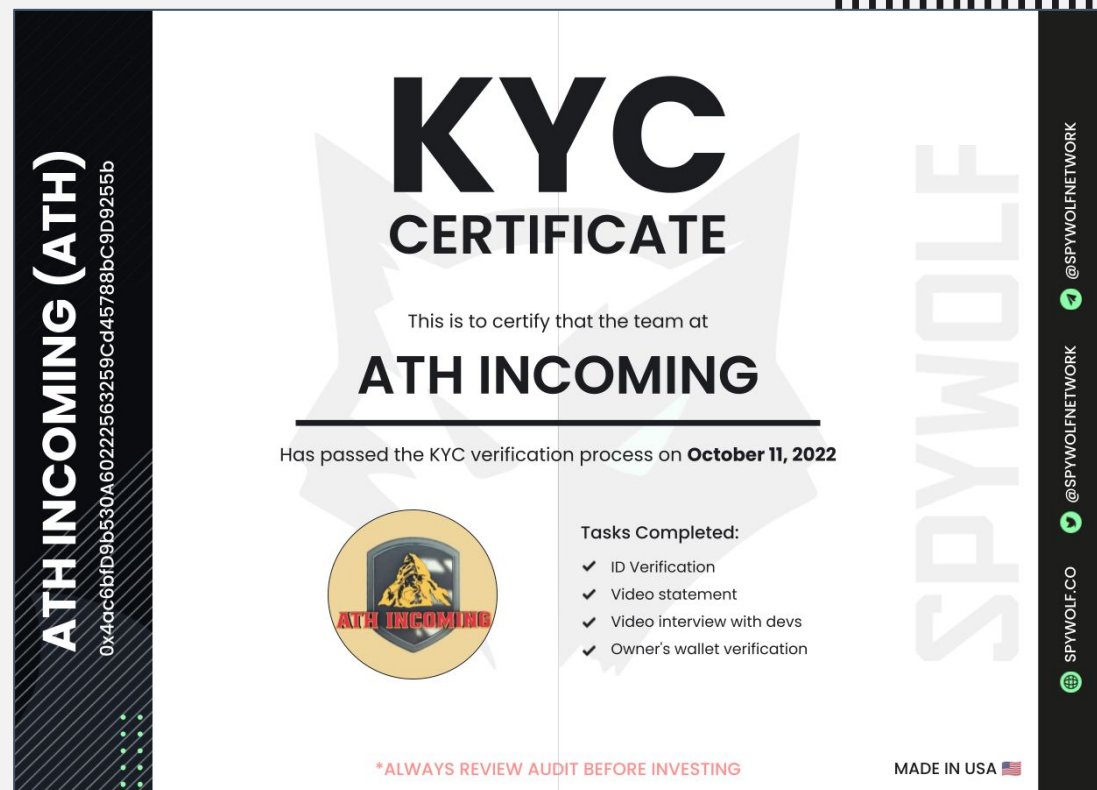 ATH INCOMING (ATH)
0x4ac6bfD9b530A60222563259Cd45788bC9D9255b
KYC
CERTIFICATE
This is to certify that the team at
ATH INCOMING
Has passed the KYC verification process on October 11, 2022
ATH INCOMING
Tasks Completed:
ID Verification
Video statement
Video interview with devs
Owner's wallet verification
*ALWAYS REVIEW AUDIT BEFORE INVESTING
MADE IN USA
SPYWOLF
@SPYWOLFNETWORK
@SPYWOLFNETWORK
SPYWOLF.CO